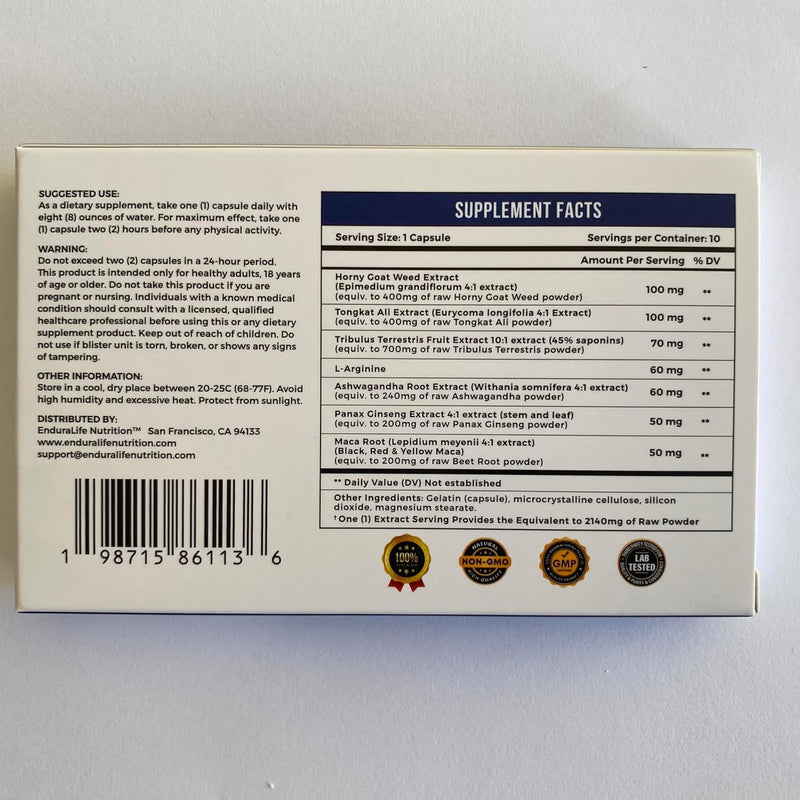 SUGGESTED USE:
As a dietary supplement, take one (1) capsule daily with
eight (8) ounces of water. For maximum effect, take one
(1) capsule two (2) hours before any physical activity.
WARNING:
Do not exceed two (2) capsules in a 24-hour period.
This product is intended only for healthy adults, 18 years
of age or older. Do not take this product if you are
pregnant or nursing. Individuals with a known medical
condition should consult with a licensed, qualified
healthcare professional before using this or any dietary
supplement product. Keep out of reach of children. Do
not use if blister unit is torn, broken, or shows any signs
of tampering.
OTHER INFORMATION:
Store in a cool, dry place between 20-25C (68-77F). Avoid
high humidity and excessive heat. Protect from sunlight.
DISTRIBUTED BY:
EnduraLife Nutrition™ San Francisco, CA 94133
www.enduralifenutrition.com
support@enduralifenutrition.com
1 98715 86113 6
SUPPLEMENT FACTS
Serving Size: 1 Capsule Servings per Container: 10
Amount Per Serving % DV
Horny Goat Weed Extract
(Epimedium grandiflorum 4:1 extract)
(equiv. to 400mg of raw Horny Goat Weed powder) 100 mg **
Tongkat Ali Extract (Eurycoma longifolia 4:1 Extract)
(equiv. to 400mg of raw Tongkat Ali powder) 100 mg **
Tribulus Terrestris Fruit Extract 10:1 extract (45% saponins)
(equiv. to 700mg of raw Tribulus Terrestris powder) 70 mg **
L-Arginine 60 mg **
Ashwagandha Root Extract (Withania somnifera 4:1 extract)
(equiv. to 240mg of raw Ashwagandha powder) 60 mg **
Panax Ginseng Extract 4:1 extract (stem and leaf)
(equiv. to 200mg of raw Panax Ginseng powder) 50 mg **
Maca Root (Lepidium meyenii 4:1 extract)
(Black, Red & Yellow Maca)
(equiv. to 200mg of raw Beet Root powder) 50 mg **
** Daily Value (DV) Not established
Other Ingredients: Gelatin (capsule), microcrystalline cellulose, silicon
dioxide, magnesium stearate.
†One (1) Extract Serving Provides the Equivalent to 2140mg of Raw Powder
100%
NATURAL
NON-GMO
HIGH QUALITY
GMP
LAB
TESTED